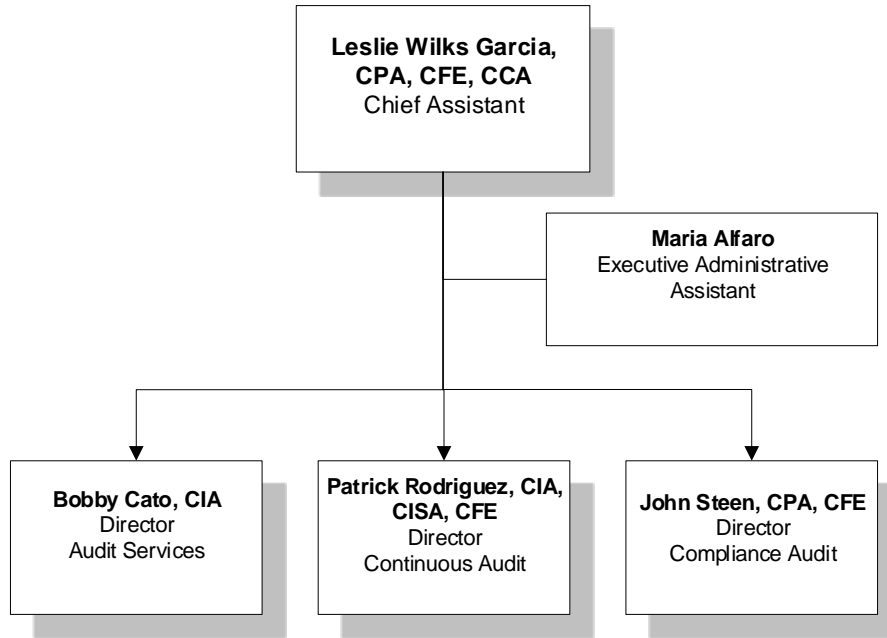 Leslie Wilks Garcia,
CPA, CFE, CCA
Chief Assistant
Maria Alfaro
Executive Administrative
Assistant
Bobby Cato, CIA
Director
Audit Services
Patrick Rodriguez, CIA,
CISA, CFE
Director
Continuous Audit
John Steen, CPA, CFE
Director
Compliance Audit